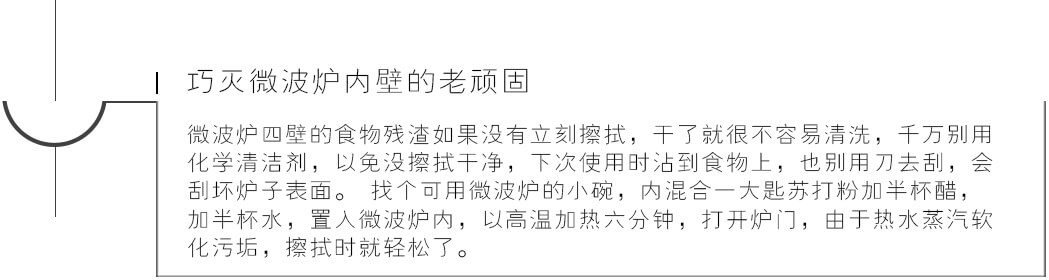 巧灭微波炉内壁的老顽固
微波炉四壁的食物残渣如果没有立刻擦拭，干了就很不容易清洗，千万别用
化学清洁剂，以免没擦拭干净，下次使用时沾到食物上，也别用刀去刮，会
刮坏炉子表面。 找个可用微波炉的小碗，内混合一大匙苏打粉加半杯醋，
加半杯水，置入微波炉内，以高温加热六分钟，打开炉门，由于热水蒸汽软
化污垢，擦拭时就轻松了。